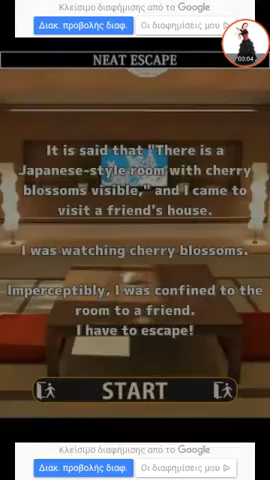 Κλείσιμο διαφήμισης από το Google
Διακ. προβολής διαφ.
Οι διαφημίσεις μου
00:04
NEAT ESCAPE
It is said that "There is a
Japanese-style room with cherry
blossoms visible," and I came to
visit a friend's house.
I was watching cherry blossoms.
Imperceptibly, I was confined to the
room to a friend.
I have to escape!
START
Κλείσιμο διαφήμισης από το Google
Διακ. προβολής διαφ.
Οι διαφημίσεις μου